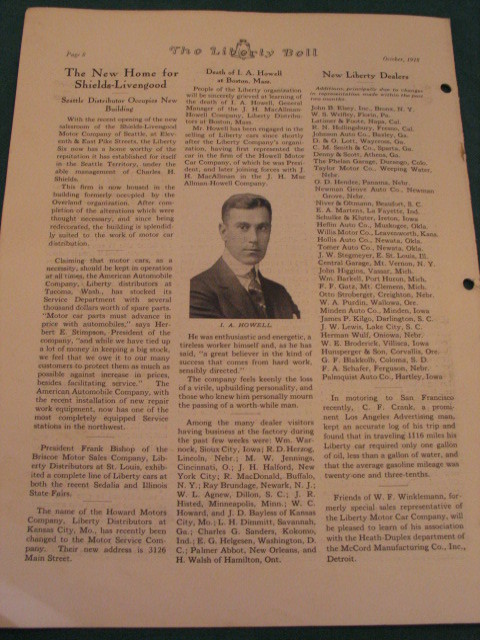 Page 8
The Liberty Bell
October, 1918
The New Home for
Shields-Livengood
Seattle Distributor Occupies New
Building
With the recent opening of the new
salesroom of the Shields-Livengood
Motor Company of Seattle, at Elev-
enth & East Pike Streets, the Liberty
Six now has a home worthy of the
reputation it has established for itself
in the Seattle Territory, under the
able management of Charles H.
Shields.
This firm is now housed in the
building formerly occupied by the
Overland organization. After com-
pletion of the alterations which were
thought necessary, and since being
redecorated, the building is splendid-
ly suited to the work of motor car
distribution.
Claiming that motor cars, as a
necessity, should be kept in operation
at all times, the American Automobile
Company, Liberty distributors at
Tacoma, Wash., has stocked its
Service Department with several
thousand dollars worth of spare parts.
"Motor car parts must advance in
price with automobiles," says Her-
bert E. Stimpson, President of the
company, "and while we have tied up
a lot of money in keeping a big stock,
we feel that we owe it to our many
customers to protect them as much as
possible against increase in prices,
besides facilitating service." The
American Automobile Company, with
the recent installation of new repair
work equipment, now has one of the
most completely equipped Service
stations in the northwest.
President Frank Bishop of the
Briscoe Motor Sales Company, Lib-
erty Distributors at St. Louis, exhib-
ited a complete line of Liberty cars at
both the recent Sedalia and Illinois
State Fairs.
The name of the Howard Motors
Company, Liberty Distributors at
Kansas City, Mo., has recently been
changed to the Motor Service Com-
pany. Their new address is 3126
Main Street.
Death of I. A. Howell
at Boston, Mass.
People of the Liberty organization
will be sincerely grieved at learning of
the death of I. A. Howell, General
Manager of the J. H. MacAlman-
Howell Company, Liberty Distribu-
tors at Boston, Mass.
Mr. Howell has been engaged in the
selling of Liberty cars since shortly
after the Liberty Company's organi-
zation, having first represented the
car in the firm of the Howell Motor
Car Company, of which he was Presi-
dent, and later joining forces with J.
H. MacAlman in the J. H. Mac
Allman-Howell Company.
I. A. HOWELL
He was enthusiastic and energetic, a
tireless worker himself and, as he has
said, "a great believer in the kind of
success that comes from hard work,
sensibly directed."
The company feels keenly the loss
of a virile, upbuilding personality, and
those who knew him personally mourn
the passing of a worth-while man.
Among the many dealer visitors
having business at the factory during
the past few weeks were: Wm. War-
nock, Sioux City, Iowa; R. D. Herzog,
Lincoln, Nebr.; M. W. Jennings,
Cincinnati, O.; J. H. Halford, New
York City; R. MacDonald, Buffalo,
N. Y.; Ray Brundage, Newark, N. J.;
W. L. Agnew, Dillon, S. C.; J. R.
Histed, Minneapolis, Minn.; W. C.
Howard, and J. D. Bayless of Kansas
City, Mo.; L. H. Dimmitt, Savannah,
Ga.; Charles G. Sanders, Kokomo,
Ind.; E. G. Helgesen, Washington, D.
C.; Palmer Abbot, New Orleans, and
H. Walsh of Hamilton, Ont.
New Liberty Dealers
Additions, principally due to changes
in representation made within the past
two months.
John B. Elsey, Inc., Bronx, N. Y.
W. S. Wolfley, Florin, Pa.
Latimer & Foote, Napa, Cal.
H. N. Hollingsbury, Fresno, Cal.
Johnson Auto Co., Baxley, Ga.
D. & O. Lott, Waycross, Ga.
C. M. Booth & Co., Sparta, Ga.
Denny & Scott, Athens, Ga.
The Phelan Garage, Durango, Colo.
Taylor Motor Co., Weeping Water,
Nebr.
O. D. Hendee, Panama, Nebr.
Newman Grove Auto Co., Newman
Grove, Nebr.
Niver & Ohmann, Beaufort, S. C.
E. A. Martens, La Fayette, Ind.
Schulke & Kluter, Ireton, Iowa
Heflin Auto Co., Muskogee, Okla.
Willis Motor Co., Leavenworth, Kans.
Hollis Auto Co., Newata, Okla.
Tomer Auto Co., Newata, Okla.
J. W. Stegmeyer, E. St. Louis, Ill.
Central Garage, Mt. Vernon, N. Y.
John Higgins, Vassar, Mich.
Wm. Barkell, Port Huron, Mich.
F. F. Gatz, Mt. Clemens, Mich.
Otto Stroberger, Creighton, Nebr.
W. A. Purdin, Wallowa, Ore.
Minden Auto Co., Minden, Iowa
James P. Kilgo, Darlington, S. C.
J. W. Lewis, Lake City, S. C.
Herman Wulf, Osmond, Nebr.
W. E. Broderick, Villisca, Iowa
Humperger & Son, Corvallis, Ore.
G. F. Blakkolb, Colome, S. D.
F. A. Schafer, Ferguson, Nebr.
Palmquist Auto Co., Hartley, Iowa
In motoring to San Francisco
recently, C. F. Cronk, a promi-
nent Los Angeles Advertising man,
kept an accurate log of his trip and
found that in traveling 1116 miles his
Liberty car required only one gallon
of oil, less than a gallon of water, and
that the average gasoline mileage was
twenty-one and three-tenths.
Friends of W. F. Winklemann, for-
merly special sales representative of
the Liberty Motor Car Company, will
be pleased to learn of his association
with the Heath-Duplex department of
the McCord Manufacturing Co., Inc.,
Detroit.